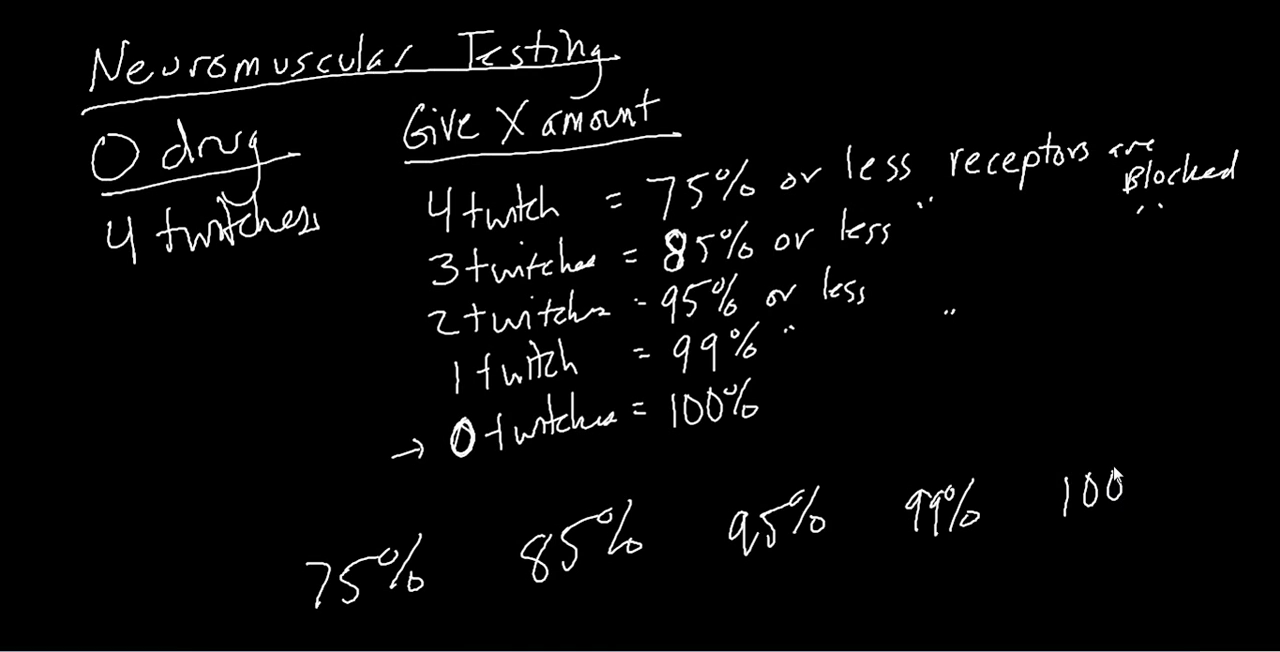 Neuromuscular Testing
0 drug
4 twitches
Give X amount
4 twitch = 75% or less receptors are Blocked
3 twitches = 85% or less " "
2 twitches = 95% or less
1 twitch = 99% " "
→ 0 twitches = 100%
75% 85% 95% 99% 100